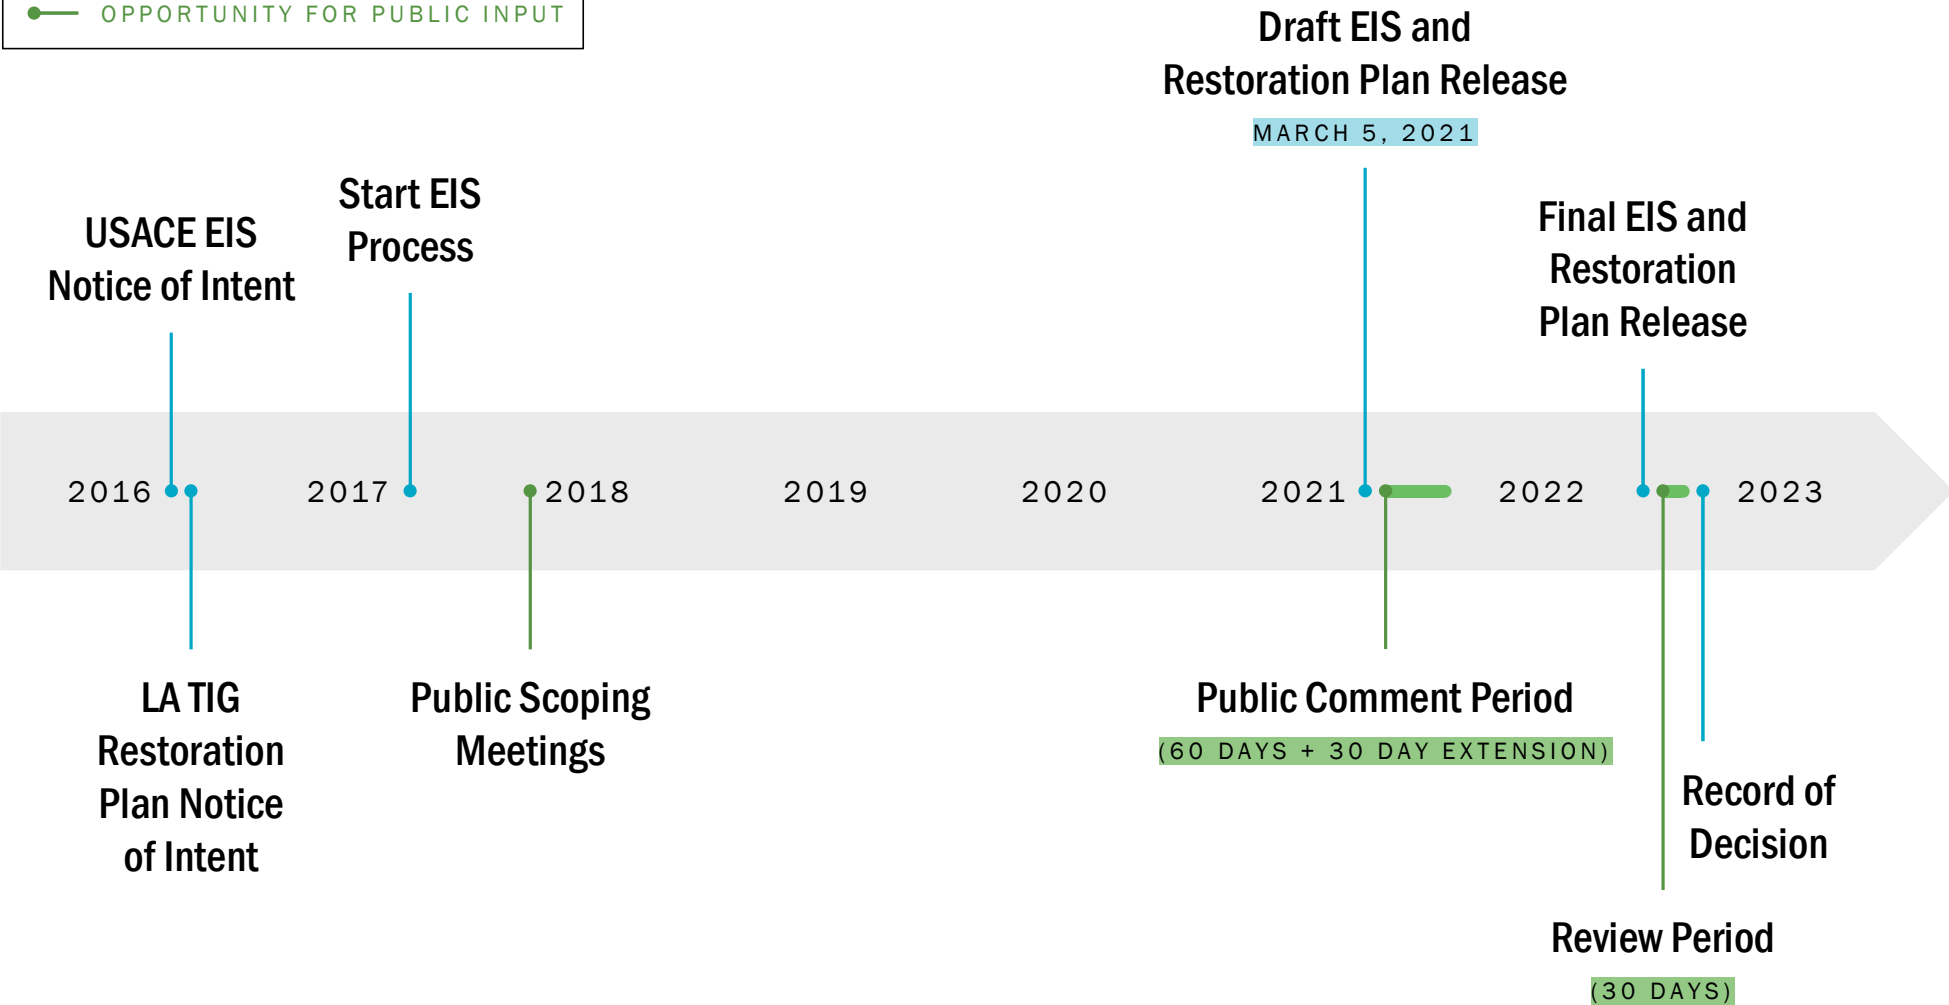 OPPORTUNITY FOR PUBLIC INPUT
Draft EIS and
Restoration Plan Release
MARCH 5, 2021
Start EIS
Process
USACE EIS
Notice of Intent
Final EIS and
Restoration
Plan Release
2016
2017
2018
2019
2020
2021
2022
2023
LA TIG
Restoration
Plan Notice
of Intent
Public Scoping
Meetings
Public Comment Period
(60 DAYS + 30 DAY EXTENSION)
Record of
Decision
Review Period
(30 DAYS)